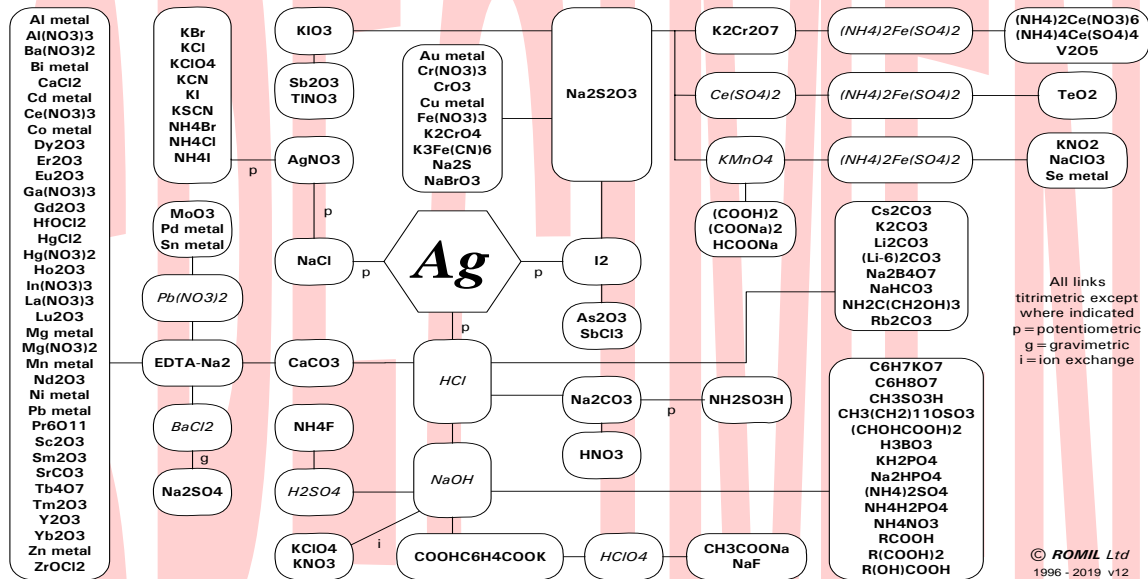 Al metal
Al(NO3)3
Ba(NO3)2
Bi metal
CaCl2
Cd metal
Ce(NO3)3
Co metal
Dy2O3
Er2O3
Eu2O3
Ga(NO3)3
Gd2O3
HfOCl2
HgCl2
Hg(NO3)2
Ho2O3
In(NO3)3
La(NO3)3
Lu2O3
Mg metal
Mg(NO3)2
Mn metal
Nd2O3
Ni metal
Pb metal
Pr6O11
Sc2O3
Sm2O3
SrCO3
Tb4O7
Tm2O3
Y2O3
Yb2O3
Zn metal
ZrOCl2
KBr
KCl
KClO4
KCN
KI
KSCN
NH4Br
NH4Cl
NH4I
p
MoO3
Pd metal
Sn metal
Pb(NO3)2
EDTA-Na2
BaCl2
g
Na2SO4
KIO3
Sb2O3
TlNO3
AgNO3
p
NaCl
p
CaCO3
NH4F
H2SO4
KClO4
KNO3
i
Au metal
Cr(NO3)3
CrO3
Cu metal
Fe(NO3)3
K2CrO4
K3Fe(CN)6
Na2S
NaBrO3
Ag
p
p
HCl
NaOH
COOHC6H4COOK
HClO4
CH3COONa
NaF
Na2S2O3
I2
As2O3
SbCl3
Na2CO3
p
NH2SO3H
HNO3
K2Cr2O7
(NH4)2Fe(SO4)2
(NH4)2Ce(NO3)6
(NH4)4Ce(SO4)4
V2O5
Ce(SO4)2
(NH4)2Fe(SO4)2
TeO2
KMnO4
(NH4)2Fe(SO4)2
KNO2
NaClO3
Se metal
(COOH)2
(COONa)2
HCOONa
Cs2CO3
K2CO3
Li2CO3
(Li-6)2CO3
Na2B4O7
NaHCO3
NH2C(CH2OH)3
Rb2CO3
C6H7KO7
C6H8O7
CH3SO3H
CH3(CH2)11OSO3
(CHOHCOOH)2
H3BO3
KH2PO4
Na2HPO4
(NH4)2SO4
NH4H2PO4
NH4NO3
RCOOH
R(COOH)2
R(OH)COOH
All links
titrimetric except
where indicated
p=potentiometric
g=gravimetric
i=ion exchange
© ROMIL Ltd
1996 - 2019 v12